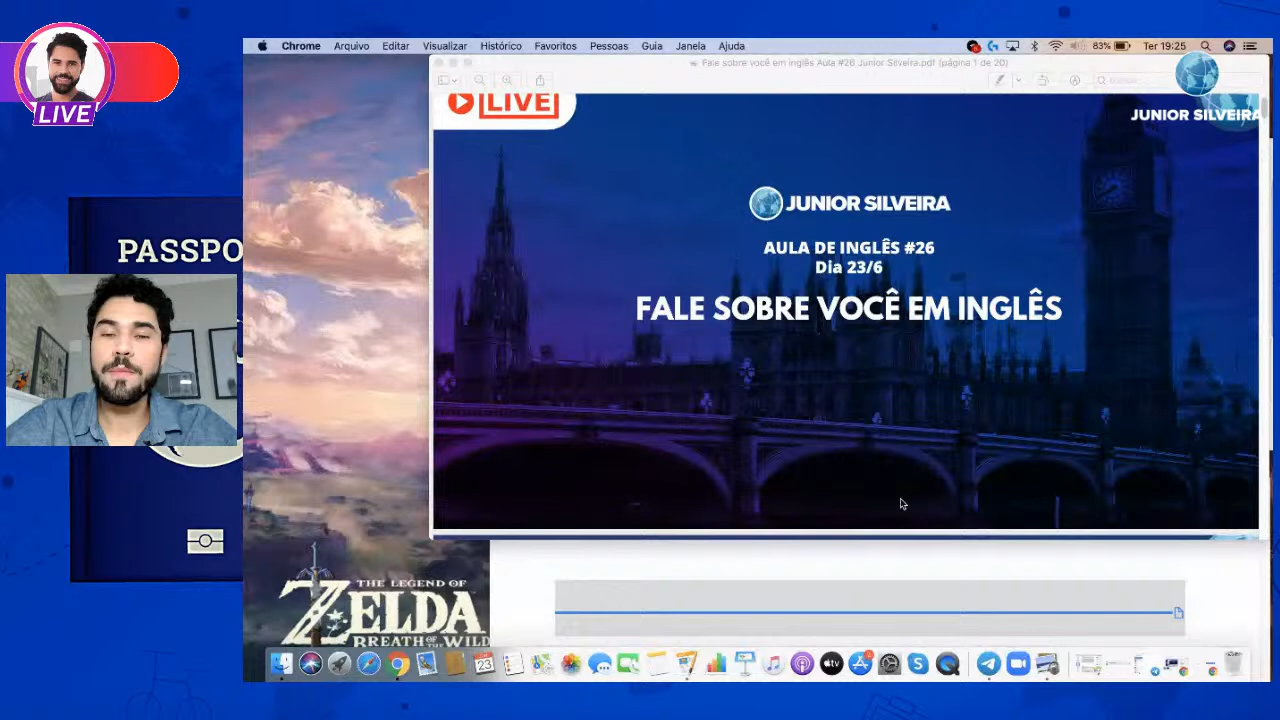 LIVE
PASSPO
Chrome Arquivo Editar Visualizar Histórico Favoritos Pessoas Guia Janela Ajuda
83% Ter 19:25
Fale sobre você em inglês Aula #26 Junior Silveira.pdf (página 1 de 20)
LIVE
JUNIOR SILVEIRA
JUNIOR SILVEIRA
AULA DE INGLÊS #26
Dia 23/6
FALE SOBRE VOCÊ EM INGLÊS
THE LEGEND OF
ZELDA
BREATH OF THE WILD
23
tv